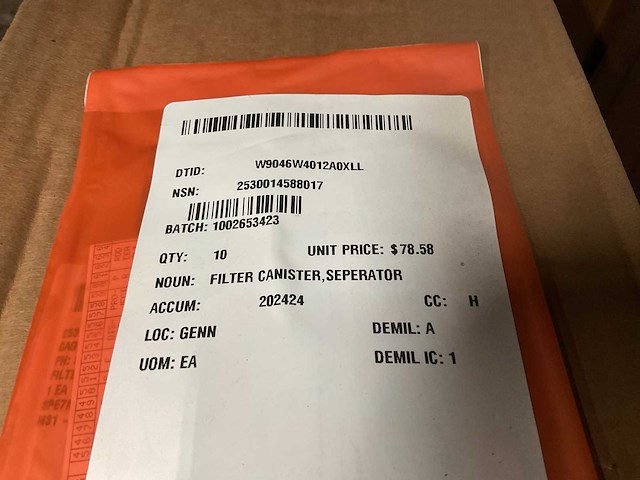 DTID: W9046W4012A0XLL
NSN: 2530014588017
BATCH: 1002653423
QTY: 10 UNIT PRICE: $78.58
NOUN: FILTER CANISTER,SEPERATOR
ACCUM: 202424 CC: H
LOC: GENN DEMIL: A
UOM: EA DEMIL IC: 1